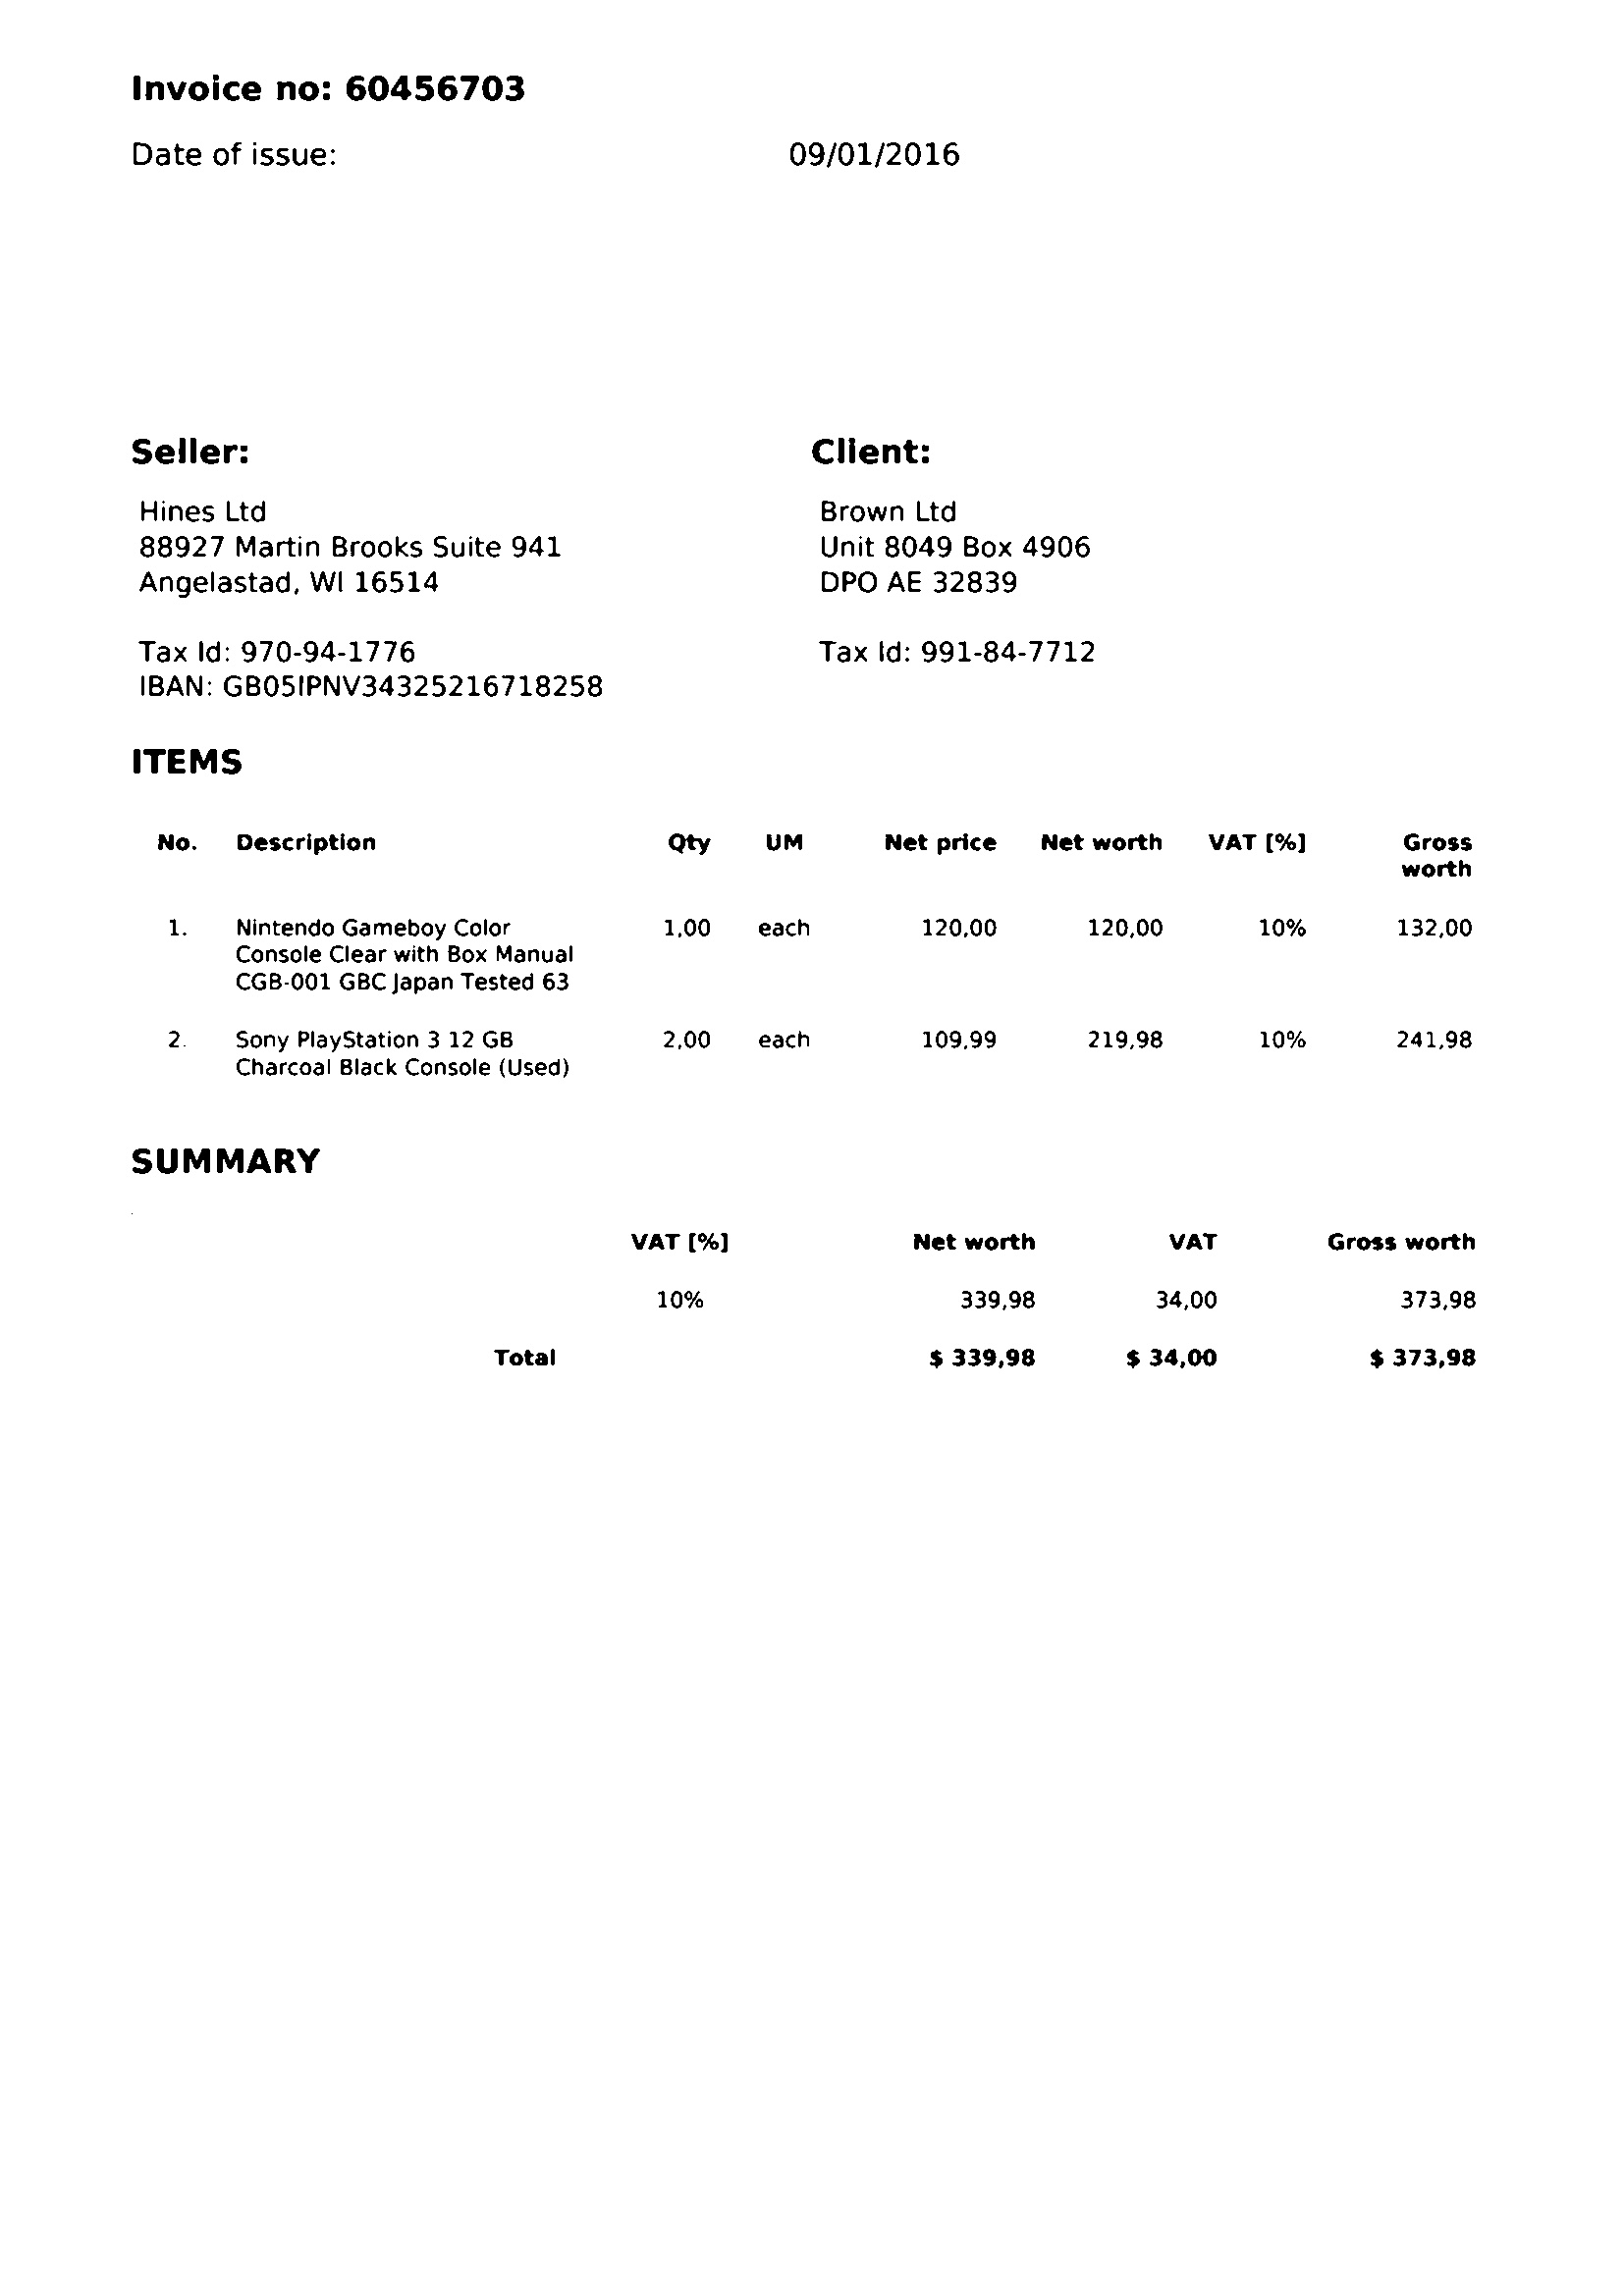 Invoice no: 60456703
Date of issue: 09/01/2016
Seller:
Hines Ltd
88927 Martin Brooks Suite 941
Angelastad, WI 16514
Tax Id: 970-94-1776
IBAN: GB05IPNV34325216718258
Client:
Brown Ltd
Unit 8049 Box 4906
DPO AE 32839
Tax Id: 991-84-7712
ITEMS
No. Description Qty UM Net price Net worth VAT [%] Gross
worth
1. Nintendo Gameboy Color 1,00 each 120,00 120,00 10% 132,00
Console Clear with Box Manual
CGB-001 GBC Japan Tested 63
2. Sony PlayStation 3 12 GB 2,00 each 109,99 219,98 10% 241,98
Charcoal Black Console (Used)
SUMMARY
VAT [%] Net worth VAT Gross worth
10% 339,98 34,00 373,98
Total $ 339,98 $ 34,00 $ 373,98